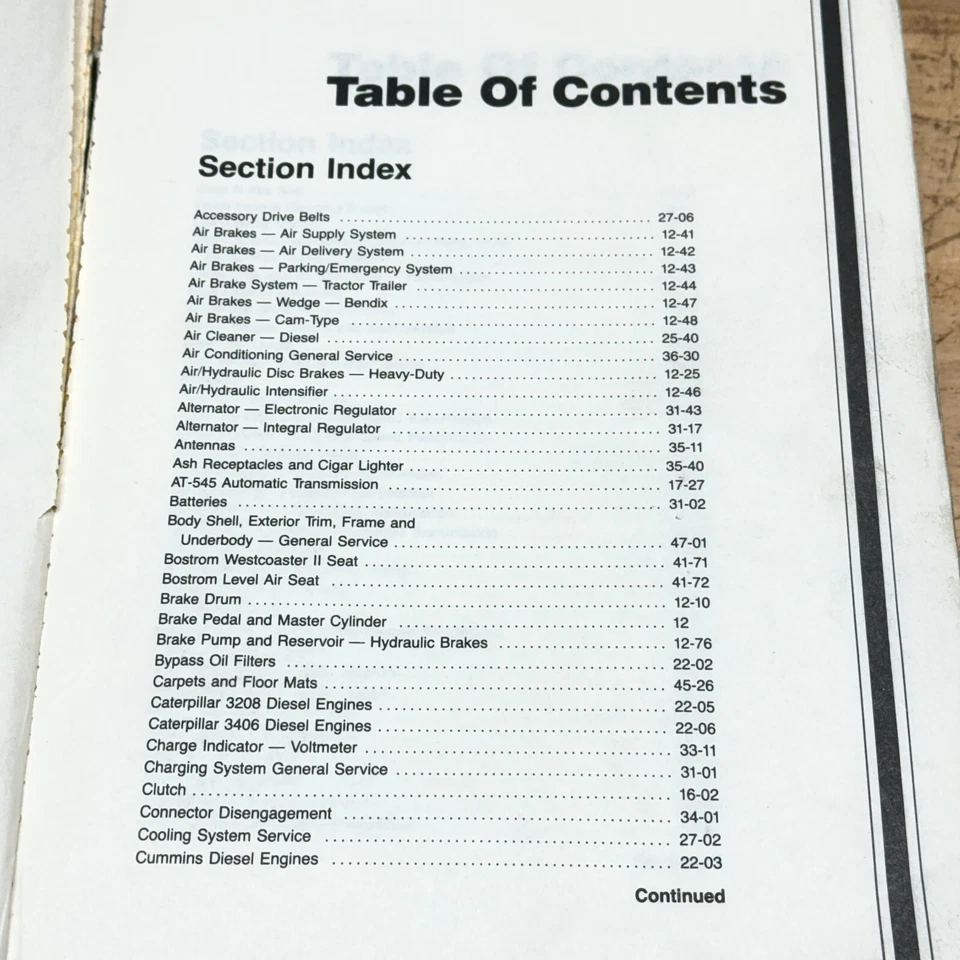 Table Of Contents
Section Index
Accessory Drive Belts ........................................ 27-06
Air Brakes — Air Supply System ........................................ 12-41
Air Brakes — Air Delivery System ........................................ 12-42
Air Brakes — Parking/Emergency System ........................................ 12-43
Air Brake System — Tractor Trailer ........................................ 12-44
Air Brakes — Wedge — Bendix ........................................ 12-47
Air Brakes — Cam-Type ........................................ 12-48
Air Cleaner — Diesel ........................................ 25-40
Air Conditioning General Service ........................................ 36-30
Air/Hydraulic Disc Brakes — Heavy-Duty ........................................ 12-25
Air/Hydraulic Intensifier ........................................ 12-46
Alternator — Electronic Regulator ........................................ 31-43
Alternator — Integral Regulator ........................................ 31-17
Antennas ........................................ 35-11
Ash Receptacles and Cigar Lighter ........................................ 35-40
AT-545 Automatic Transmission ........................................ 17-27
Batteries ........................................ 31-02
Body Shell, Exterior Trim, Frame and
Underbody — General Service ........................................ 47-01
Bostrom Westcoaster II Seat ........................................ 41-71
Bostrom Level Air Seat ........................................ 41-72
Brake Drum ........................................ 12-10
Brake Pedal and Master Cylinder ........................................ 12
Brake Pump and Reservoir — Hydraulic Brakes ........................................ 12-76
Bypass Oil Filters ........................................ 22-02
Carpets and Floor Mats ........................................ 45-26
Caterpillar 3208 Diesel Engines ........................................ 22-05
Caterpillar 3406 Diesel Engines ........................................ 22-06
Charge Indicator — Voltmeter ........................................ 33-11
Charging System General Service ........................................ 31-01
Clutch ........................................ 16-02
Connector Disengagement ........................................ 34-01
Cooling System Service ........................................ 27-02
Cummins Diesel Engines ........................................ 22-03
Continued